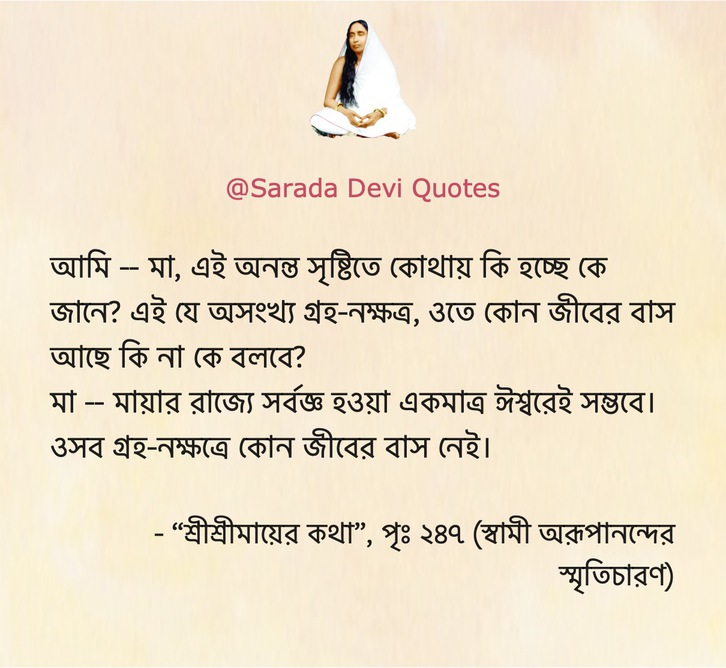 @Sarada Devi Quotes
আমি -- মা, এই অনন্ত সৃষ্টিতে কোথায় কি হচ্ছে কে
জানে? এই যে অসংখ্য গ্রহ-নক্ষত্র, ওতে কোন জীবের বাস
আছে কি না কে বলবে?
মা -- মায়ার রাজ্যে সর্বজ্ঞ হওয়া একমাত্র ঈশ্বরেই সম্ভবে।
ওসব গ্রহ-নক্ষত্রে কোন জীবের বাস নেই।
- “শ্রীশ্রীমায়ের কথা”, পৃঃ ২৪৭ (স্বামী অরূপানন্দের
স্মৃতিচারণ)